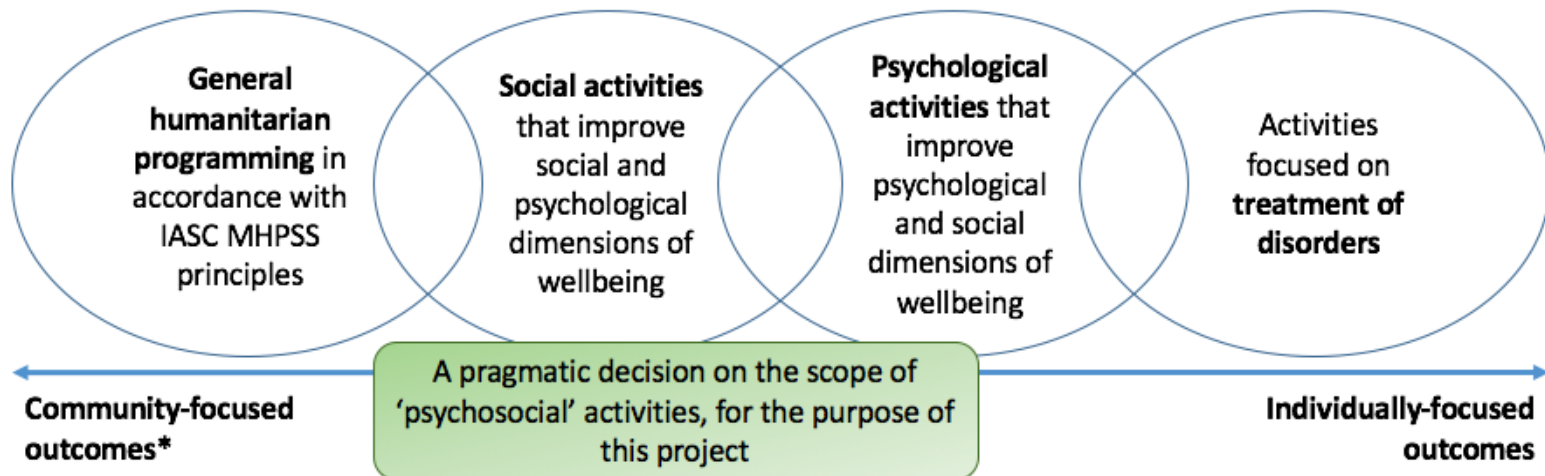 General
humanitarian
programming in
accordance with
IASC MHPSS
principles
Social activities
that improve
social and
psychological
dimensions of
wellbeing
Psychological
activities that
improve
psychological
and social
dimensions of
wellbeing
Activities
focused on
treatment of
disorders
Community-focused
outcomes*
A pragmatic decision on the scope of
‘psychosocial’ activities, for the purpose of
this project
Individually-focused
outcomes